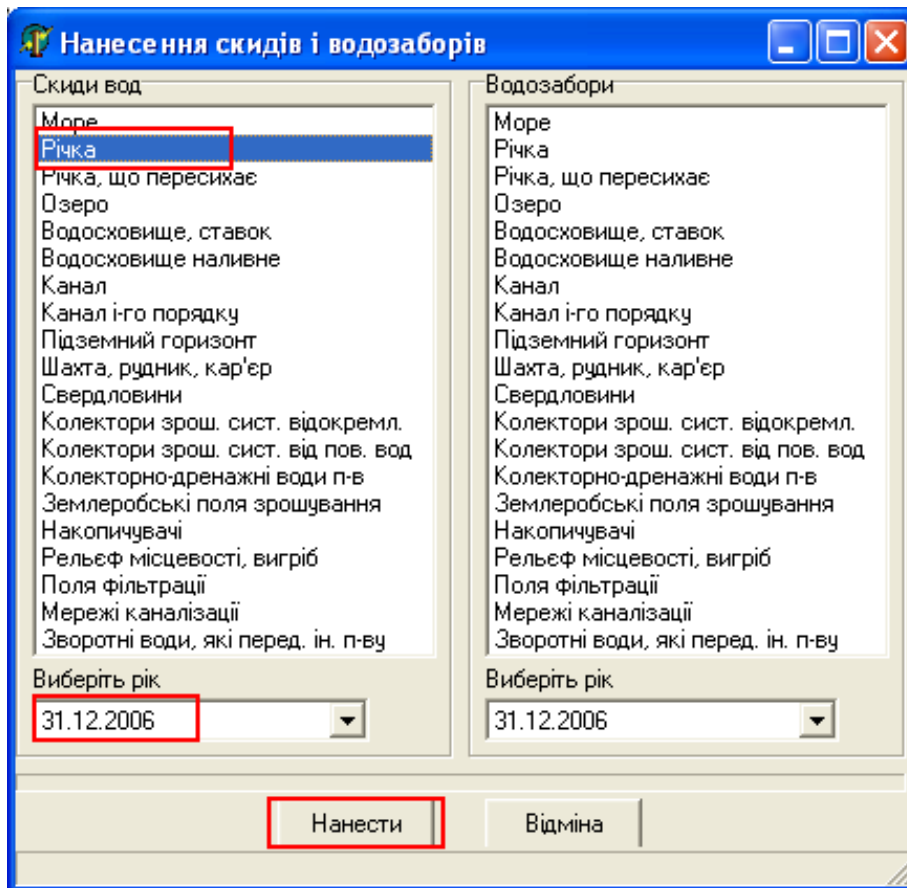 Нанесення скидів і водозаборів
Скиди вод
Море
Річка
Річка, що пересихає
Озеро
Водосховище, ставок
Водосховище наливне
Канал
Канал і-го порядку
Підземний горизонт
Шахта, рудник, кар'єр
Свердловини
Колектори зрош. сист. відокремл.
Колектори зрош. сист. від пов. вод
Колекторно-дренажні води п-в
Землеробські поля зрошування
Накопичувачі
Рельєф місцевості, вигріб
Поля фільтрації
Мережі каналізації
Зворотні води, які перед. ін. п-ву
Виберіть рік
31.12.2006
Водозабори
Море
Річка
Річка, що пересихає
Озеро
Водосховище, ставок
Водосховище наливне
Канал
Канал і-го порядку
Підземний горизонт
Шахта, рудник, кар'єр
Свердловини
Колектори зрош. сист. відокремл.
Колектори зрош. сист. від пов. вод
Колекторно-дренажні води п-в
Землеробські поля зрошування
Накопичувачі
Рельєф місцевості, вигріб
Поля фільтрації
Мережі каналізації
Зворотні води, які перед. ін. п-ву
Виберіть рік
31.12.2006
Нанести
Відміна